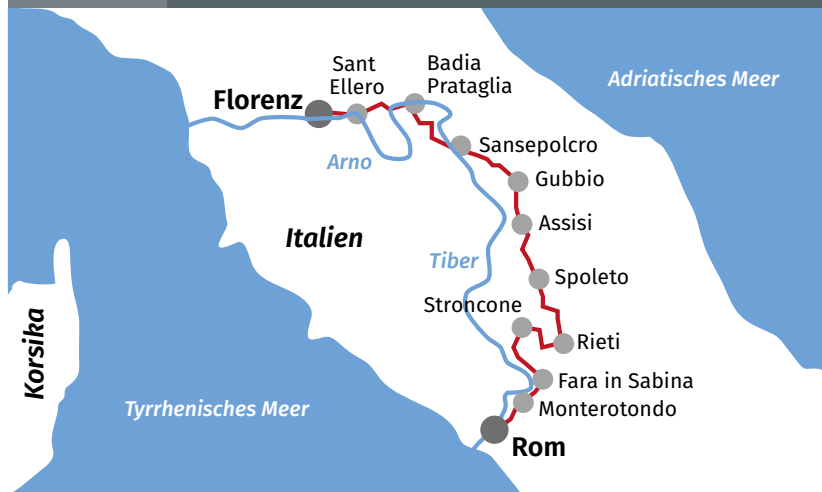 Sant
Ellero
Badia
Prataglia
Adriatisches Meer
Florenz
Arno
Sansepolcro
Gubbio
Italien
Assisi
Tiber
Spoleto
Stroncone
Korsika
Rieti
Fara in Sabina
Tyrrhenisches Meer
Monterotondo
Rom